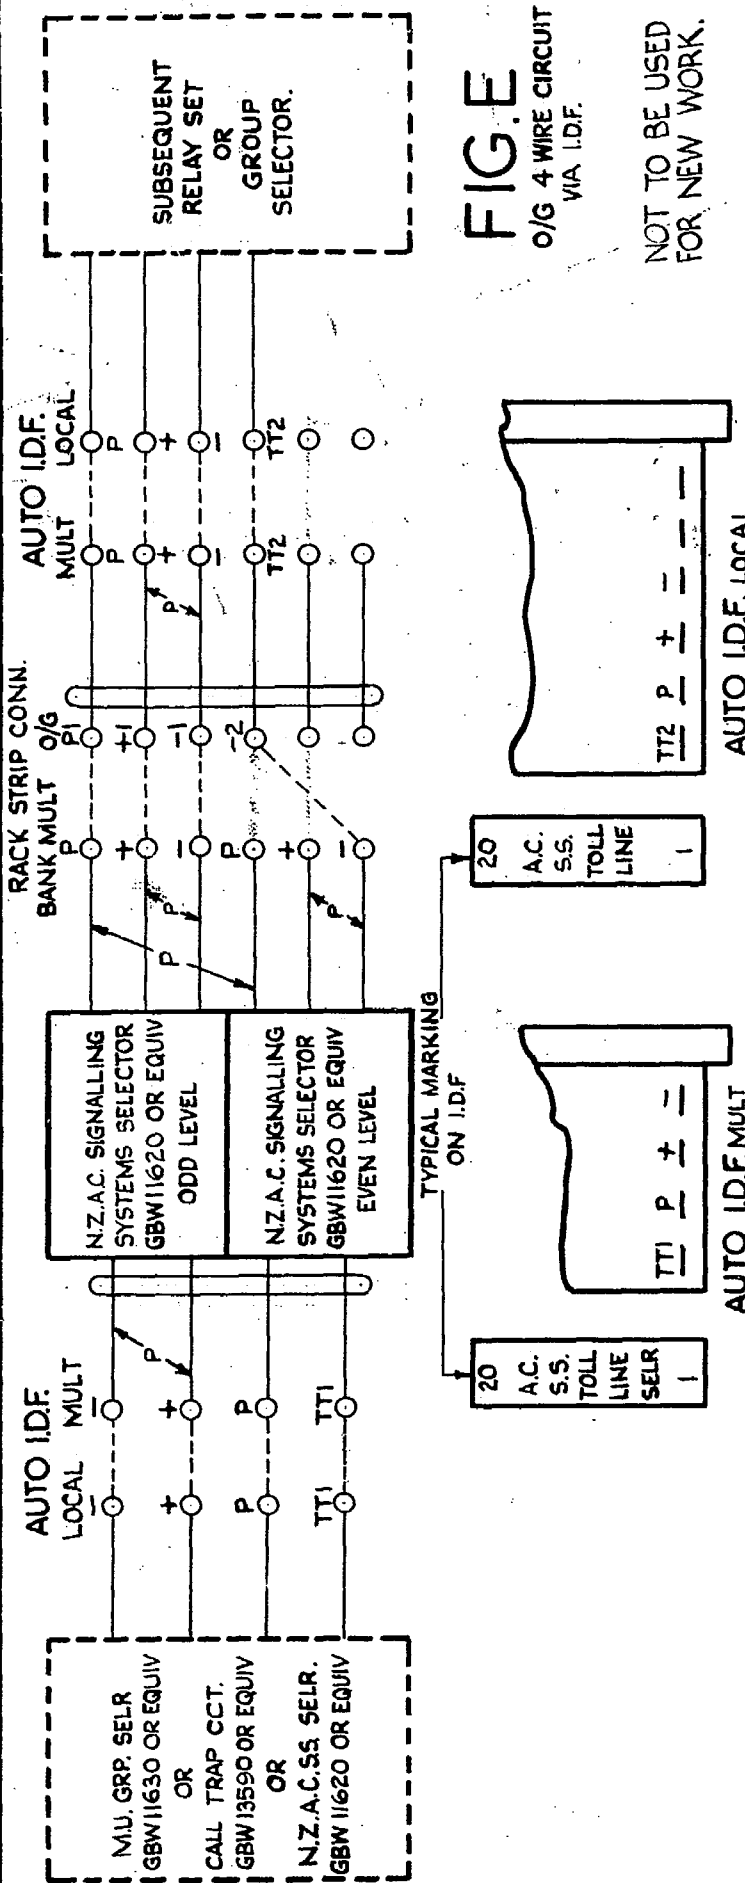 M.U. GRP. SELR
GBW11630 OR EQUIV
OR
CALL TRAP CCT.
GBW13590 OR EQUIV
OR
N.Z.A.C.S.S. SELR.
GBW 11620 OR EQUIV
AUTO I.D.F.
LOCAL MULT
− −
+ +
P P
TT1 TT1
P
N.Z.A.C. SIGNALLING
SYSTEMS SELECTOR
GBW11620 OR EQUIV
ODD LEVEL
N.Z.A.C. SIGNALLING
SYSTEMS SELECTOR
GBW11620 OR EQUIV
EVEN LEVEL
P
P
P
RACK STRIP CONN.
BANK MULT O/G
P P1
+ +1
− −1
P −2
+
−
P
AUTO I.D.F.
MULT LOCAL
P P
+ +
− −
TT2 TT2
SUBSEQUENT
RELAY SET
OR
GROUP
SELECTOR.
TYPICAL MARKING
ON I.D.F
20
A.C.
S.S.
TOLL
LINE
SELR
1
TT1 P + −
AUTO I.D.F. MULT
20
A.C.
S.S.
TOLL
LINE
1
TT2 P + −
AUTO I.D.F. LOCAL
FIG.E
O/G 4 WIRE CIRCUIT
VIA I.D.F.
NOT TO BE USED
FOR NEW WORK.